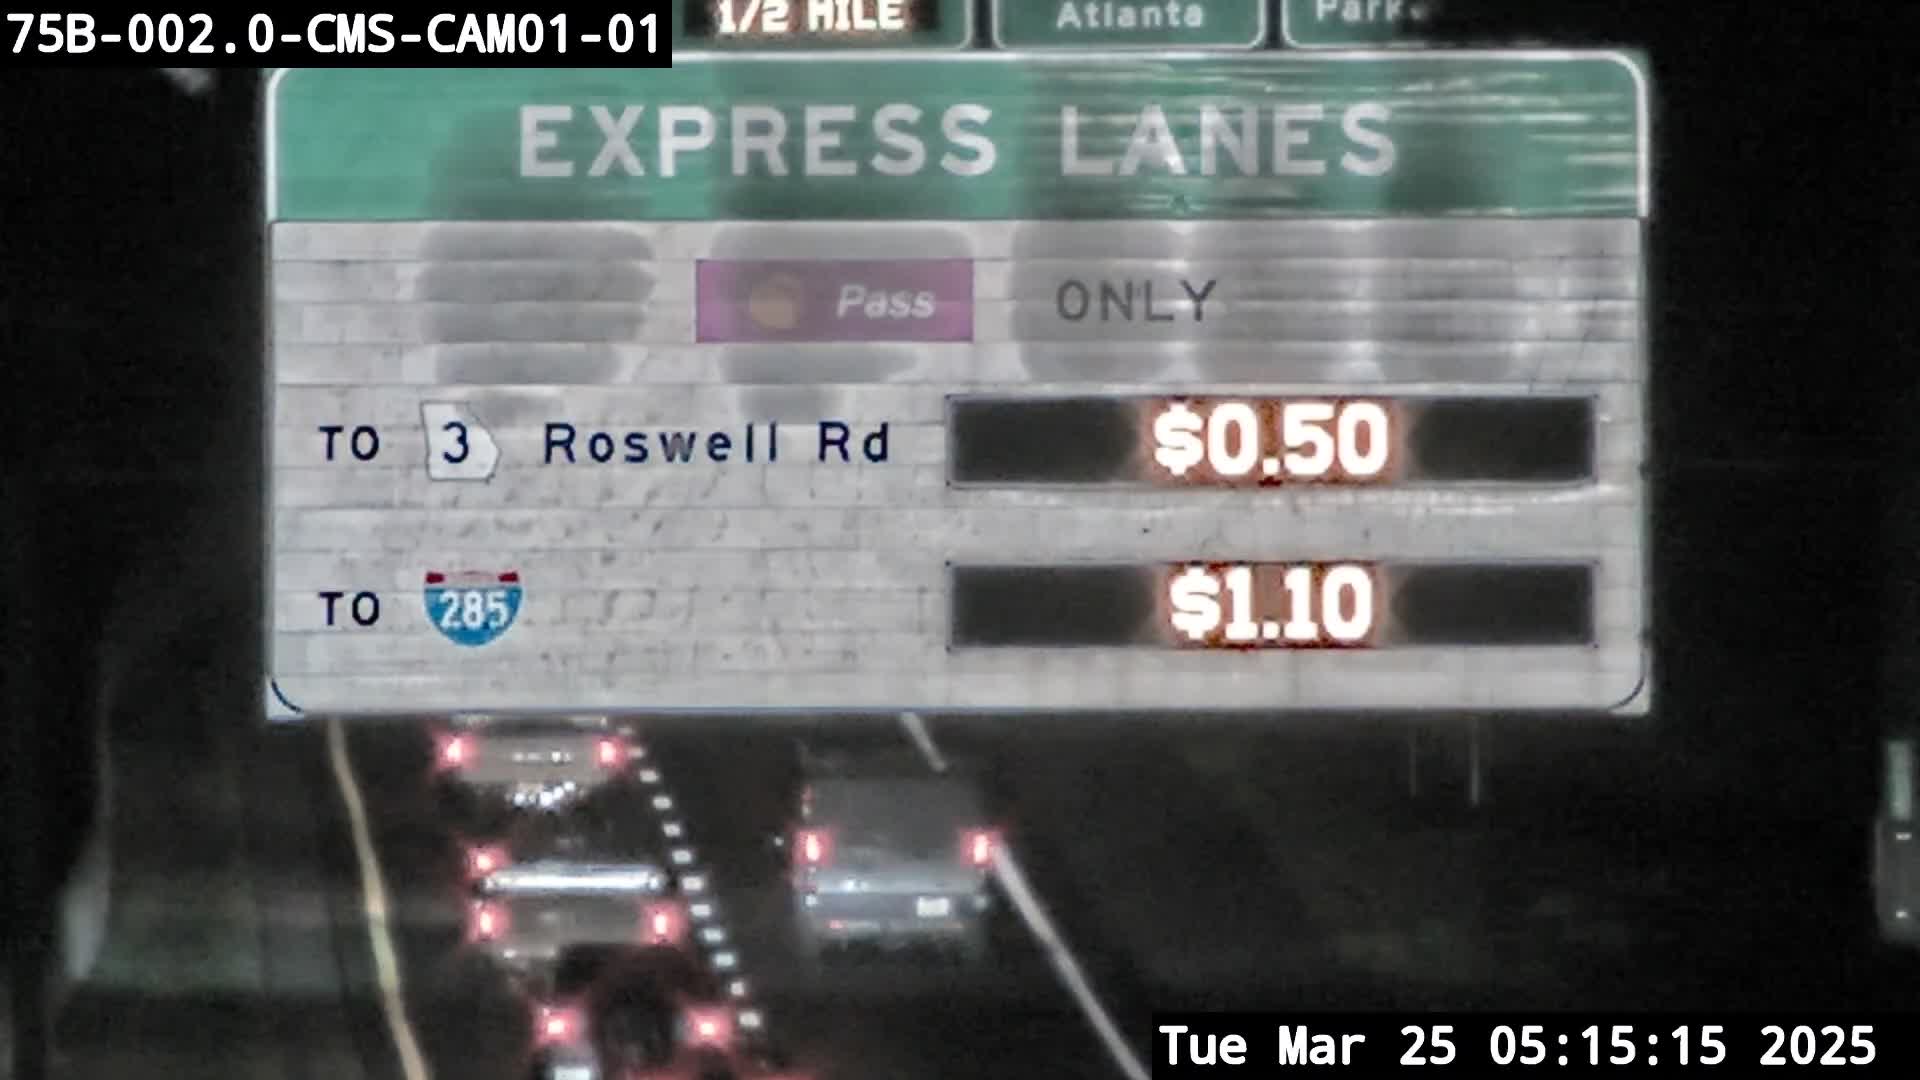 75B-002.0-CMS-CAM01-01
1/2 MILE
Atlanta
Park
EXPRESS LANES
Pass ONLY
TO 3 Roswell Rd $0.50
TO 285 $1.10
Tue Mar 25 05:15:15 2025